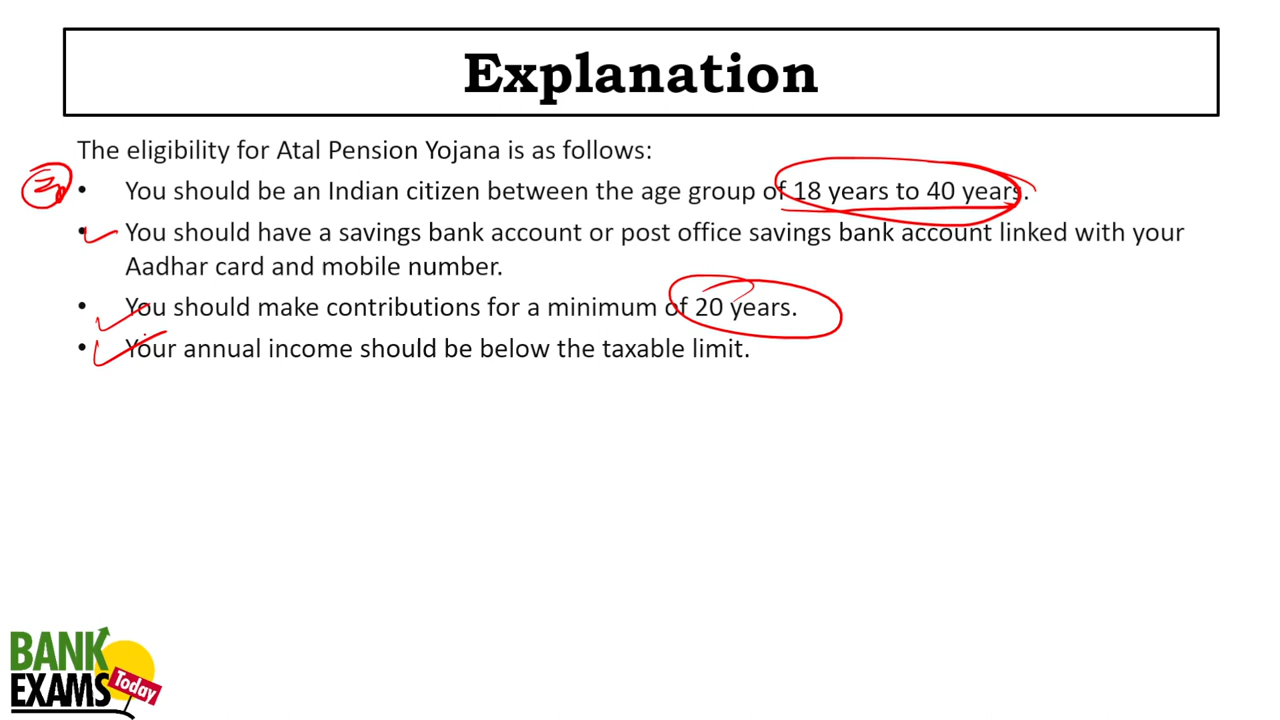 Explanation
The eligibility for Atal Pension Yojana is as follows:
• You should be an Indian citizen between the age group of 18 years to 40 years.
• You should have a savings bank account or post office savings bank account linked with your
Aadhar card and mobile number.
• You should make contributions for a minimum of 20 years.
• Your annual income should be below the taxable limit.
BANK
EXAMS
Today